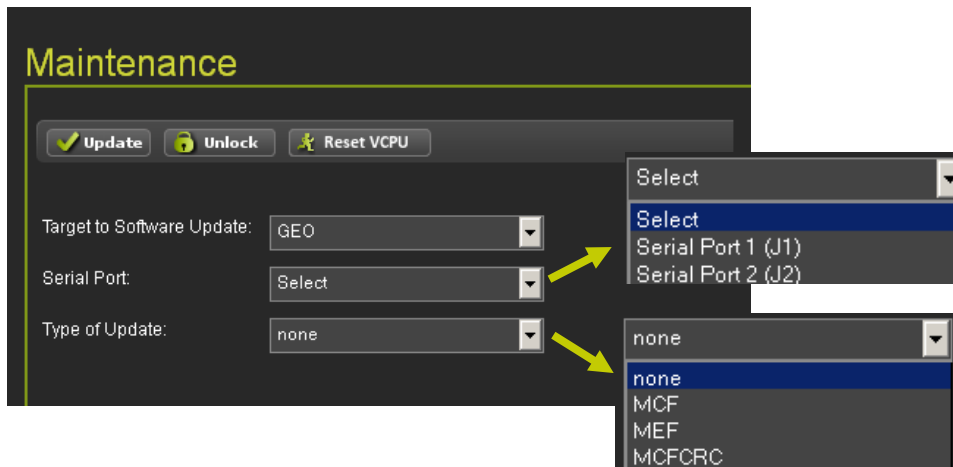 Maintenance
Update Unlock Reset VCPU
Target to Software Update: GEO
Serial Port: Select
Type of Update: none
Select
Select
Serial Port 1 (J1)
Serial Port 2 (J2)
none
none
MCF
MEF
MCFCRC